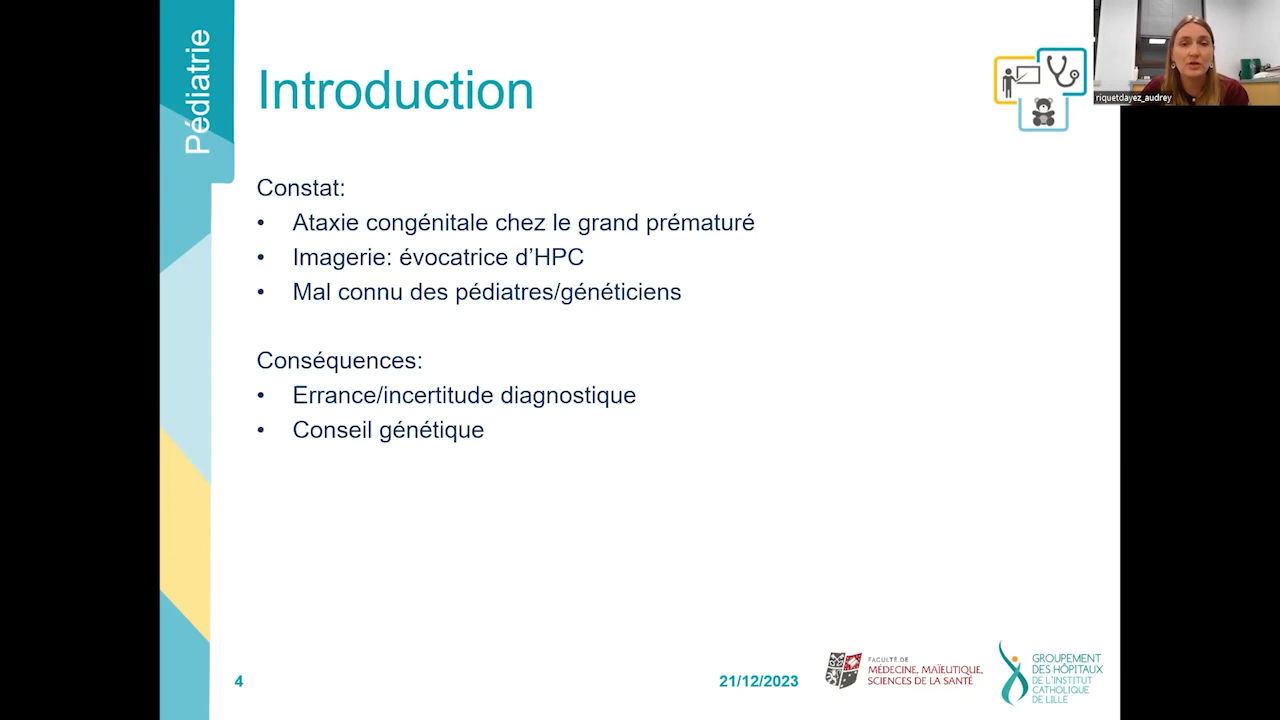 Pédiatrie
Introduction
riquetdayez_audrey
Constat:
• Ataxie congénitale chez le grand prématuré
• Imagerie: évocatrice d’HPC
• Mal connu des pédiatres/généticiens
Conséquences:
• Errance/incertitude diagnostique
• Conseil génétique
4
21/12/2023
FACULTÉ DE
MÉDECINE, MAÏEUTIQUE,
SCIENCES DE LA SANTÉ
GROUPEMENT
DES HÔPITAUX
DE L'INSTITUT
CATHOLIQUE
DE LILLE